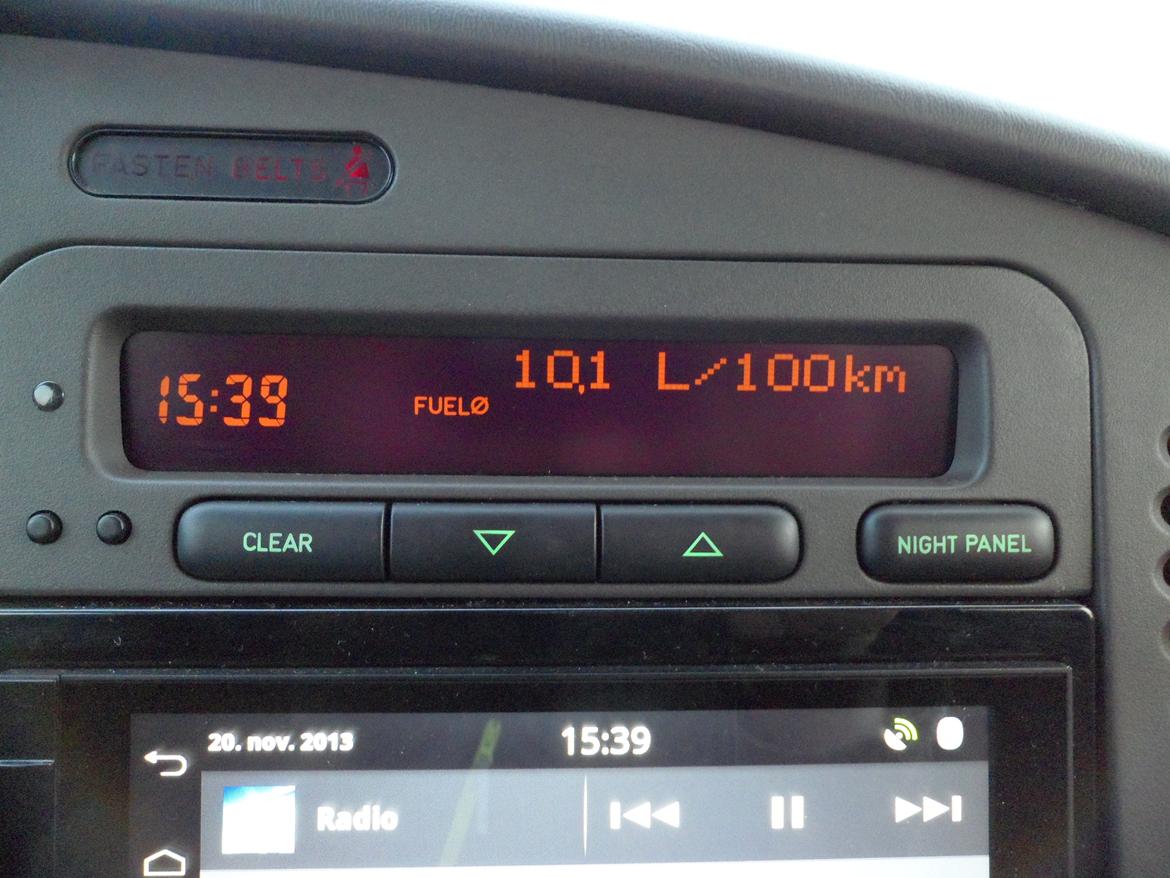 FASTEN BELTS
15:39 FUELØ 10,1 L/100km
CLEAR NIGHT PANEL
20. nov. 2013 15:39
Radio